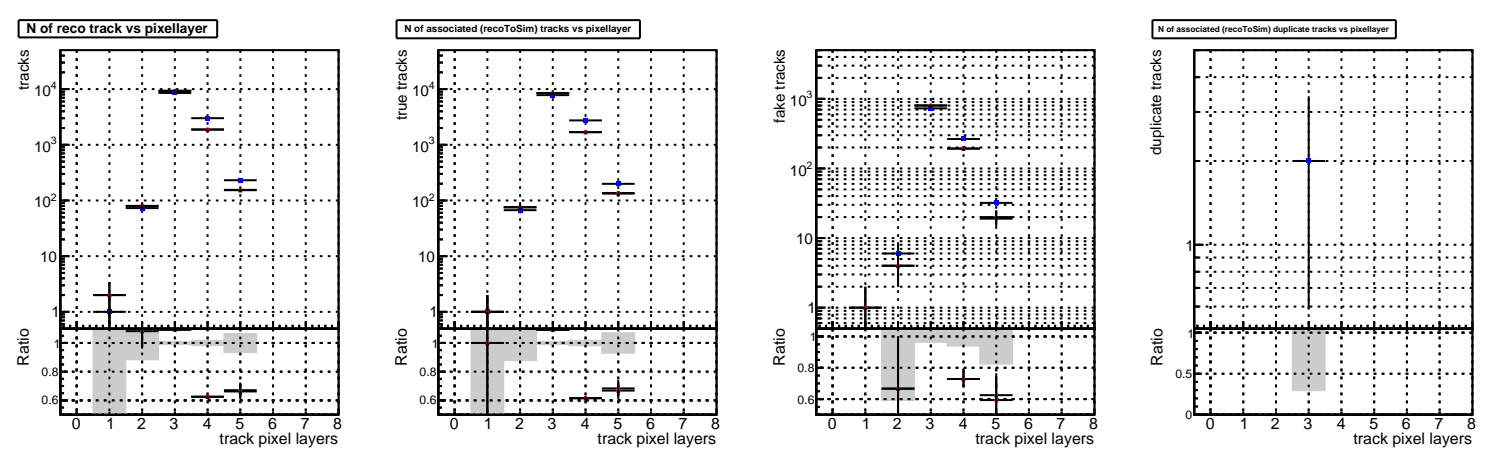 N of reco track vs pixellayer
tracks
10^4
10^3
10^2
10
1
Ratio
1
0.8
0.6
0 1 2 3 4 5 6 7 8
track pixel layers
N of associated (recoToSim) tracks vs pixellayer
true tracks
10^4
10^3
10^2
10
1
Ratio
1
0.8
0.6
0 1 2 3 4 5 6 7 8
track pixel layers
fake tracks
10^3
10^2
10
1
Ratio
1
0.8
0.6
0 1 2 3 4 5 6 7 8
track pixel layers
N of associated (recoToSim) duplicate tracks vs pixellayer
duplicate tracks
1
Ratio
1
0.5
0
0 1 2 3 4 5 6 7 8
track pixel layers